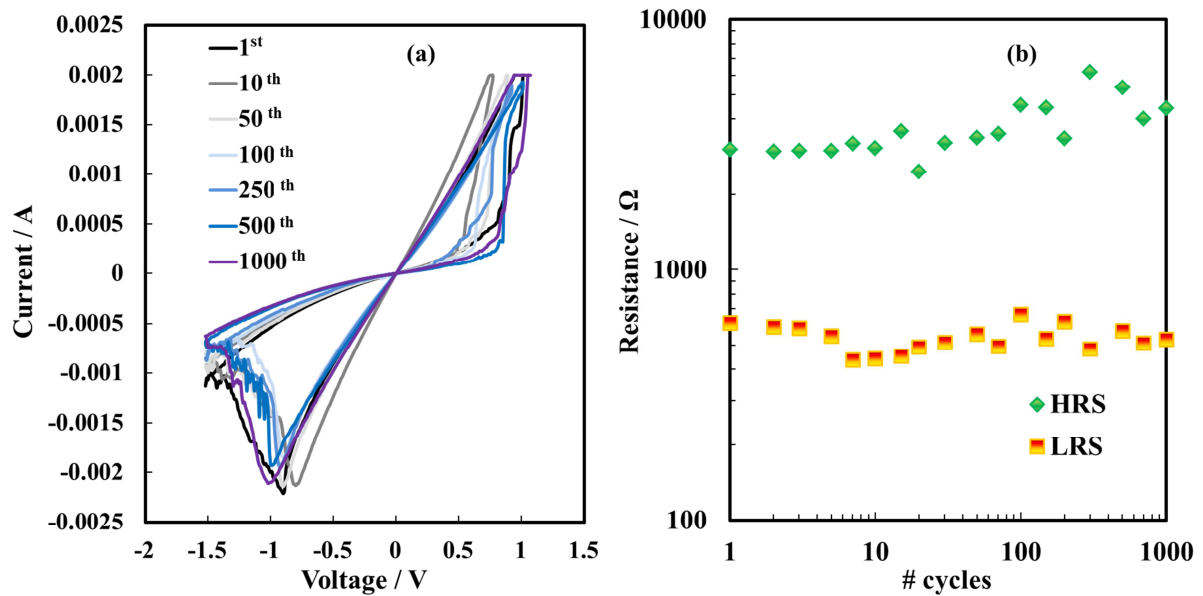 (a)
0.0025
0.002
0.0015
0.001
0.0005
0
-0.0005
-0.001
-0.0015
-0.002
-0.0025
Current / A
1st
10 th
50 th
100 th
250 th
500 th
1000 th
-2 -1.5 -1 -0.5 0 0.5 1 1.5
Voltage / V
(b)
10000
1000
100
Resistance / Ω
HRS
LRS
1 10 100 1000
# cycles